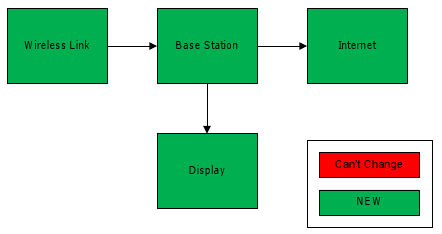 Wireless Link
Base Station
Internet
Display
Can't Change
NEW